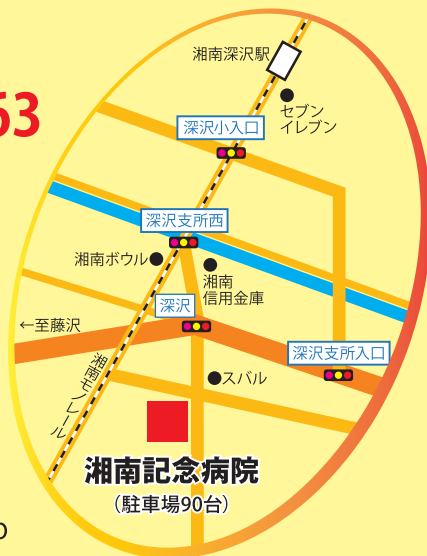 湘南深沢駅
セブン
イレブン
63
深沢小入口
深沢支所西
湘南ボウル
湘南
信用金庫
深沢
←至藤沢
深沢支所入口
湘南モノレール
スバル
湘南記念病院
（駐車場90台）